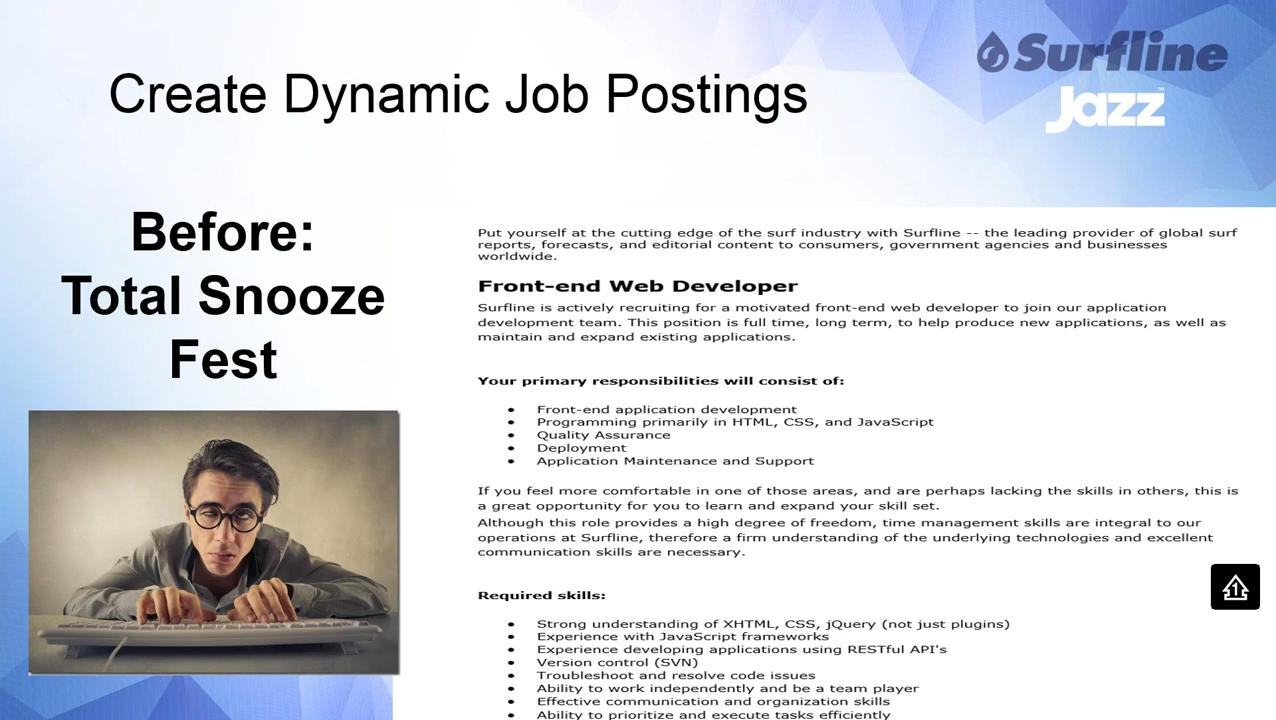 Surfline
Jazz
Create Dynamic Job Postings
Before:
Total Snooze
Fest
Put yourself at the cutting edge of the surf industry with Surfline -- the leading provider of global surf
reports, forecasts, and editorial content to consumers, government agencies and businesses
worldwide.
Front-end Web Developer
Surfline is actively recruiting for a motivated front-end web developer to join our application
development team. This position is full time, long term, to help produce new applications, as well as
maintain and expand existing applications.
Your primary responsibilities will consist of:
• Front-end application development
• Programming primarily in HTML, CSS, and JavaScript
• Quality Assurance
• Deployment
• Application Maintenance and Support
If you feel more comfortable in one of those areas, and are perhaps lacking the skills in others, this is
a great opportunity for you to learn and expand your skill set.
Although this role provides a high degree of freedom, time management skills are integral to our
operations at Surfline, therefore a firm understanding of the underlying technologies and excellent
communication skills are necessary.
Required skills:
• Strong understanding of XHTML, CSS, jQuery (not just plugins)
• Experience with JavaScript frameworks
• Experience developing applications using RESTful API's
• Version control (SVN)
• Troubleshoot and resolve code issues
• Ability to work independently and be a team player
• Effective communication and organization skills
• Ability to prioritize and execute tasks efficiently
1